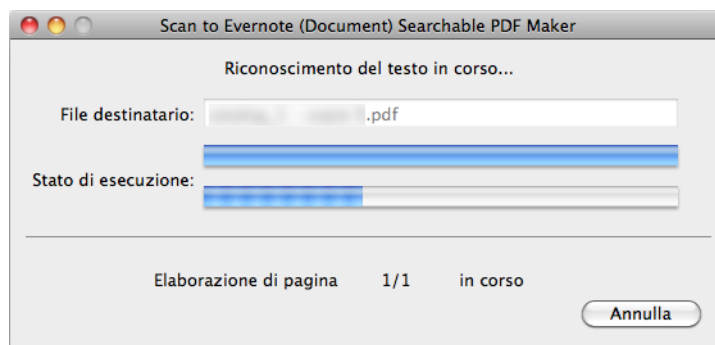 Scan to Evernote (Document) Searchable PDF Maker
Riconoscimento del testo in corso...
File destinatario: .pdf
Stato di esecuzione:
Elaborazione di pagina 1/1 in corso
Annulla